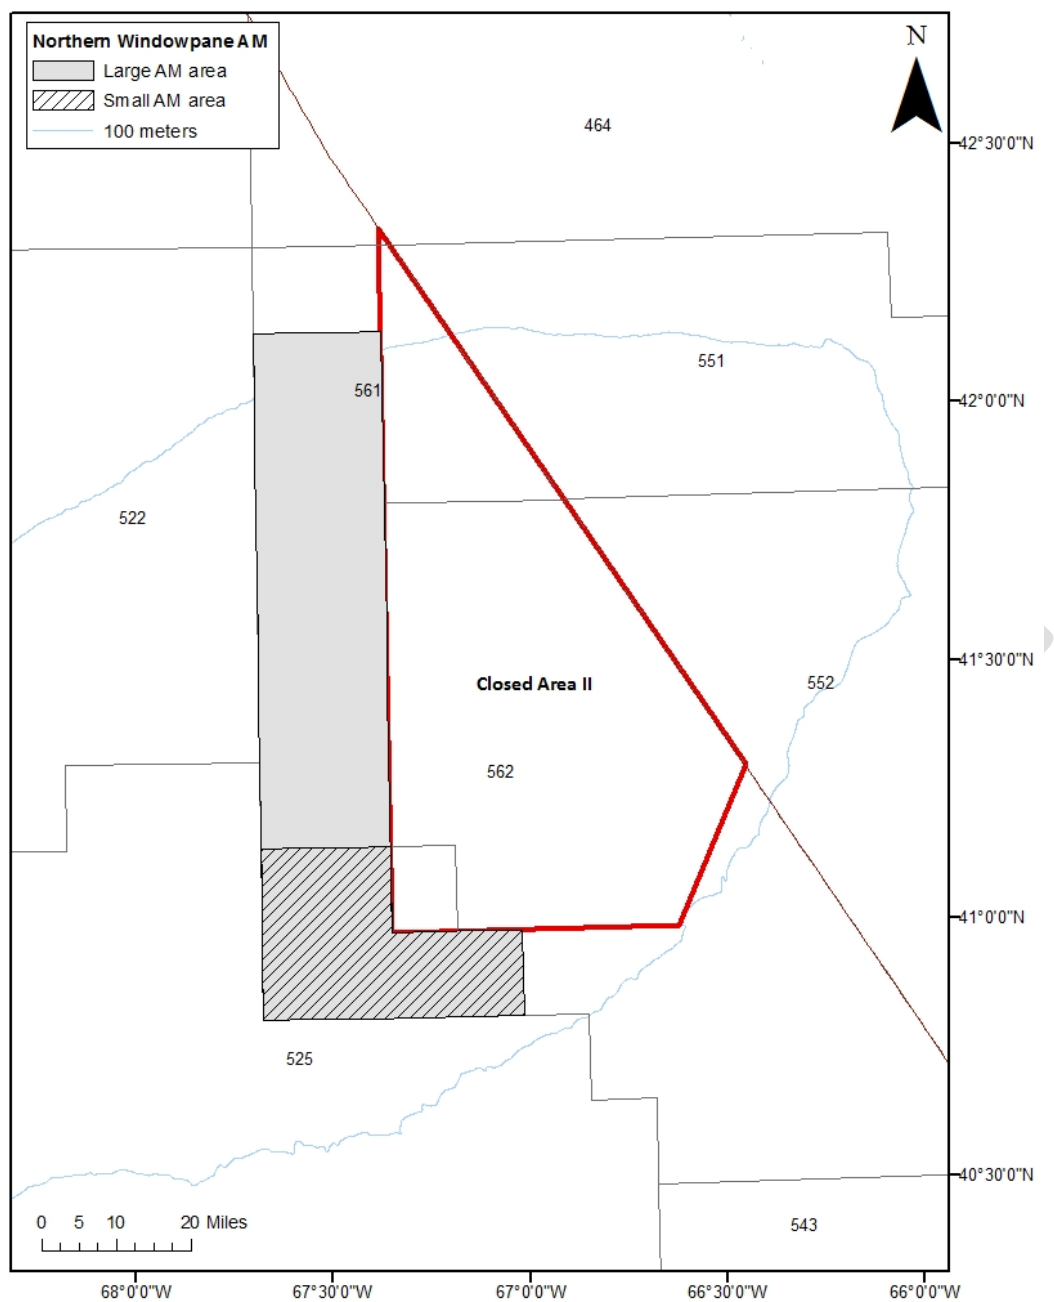 Northern Windowpane AM
Large AM area
Small AM area
100 meters
N
464
42°30'0"N
551
561
42°0'0"N
522
41°30'0"N
Closed Area II
552
562
41°0'0"N
525
40°30'0"N
543
0 5 10 20 Miles
68°0'0"W 67°30'0"W 67°0'0"W 66°30'0"W 66°0'0"W